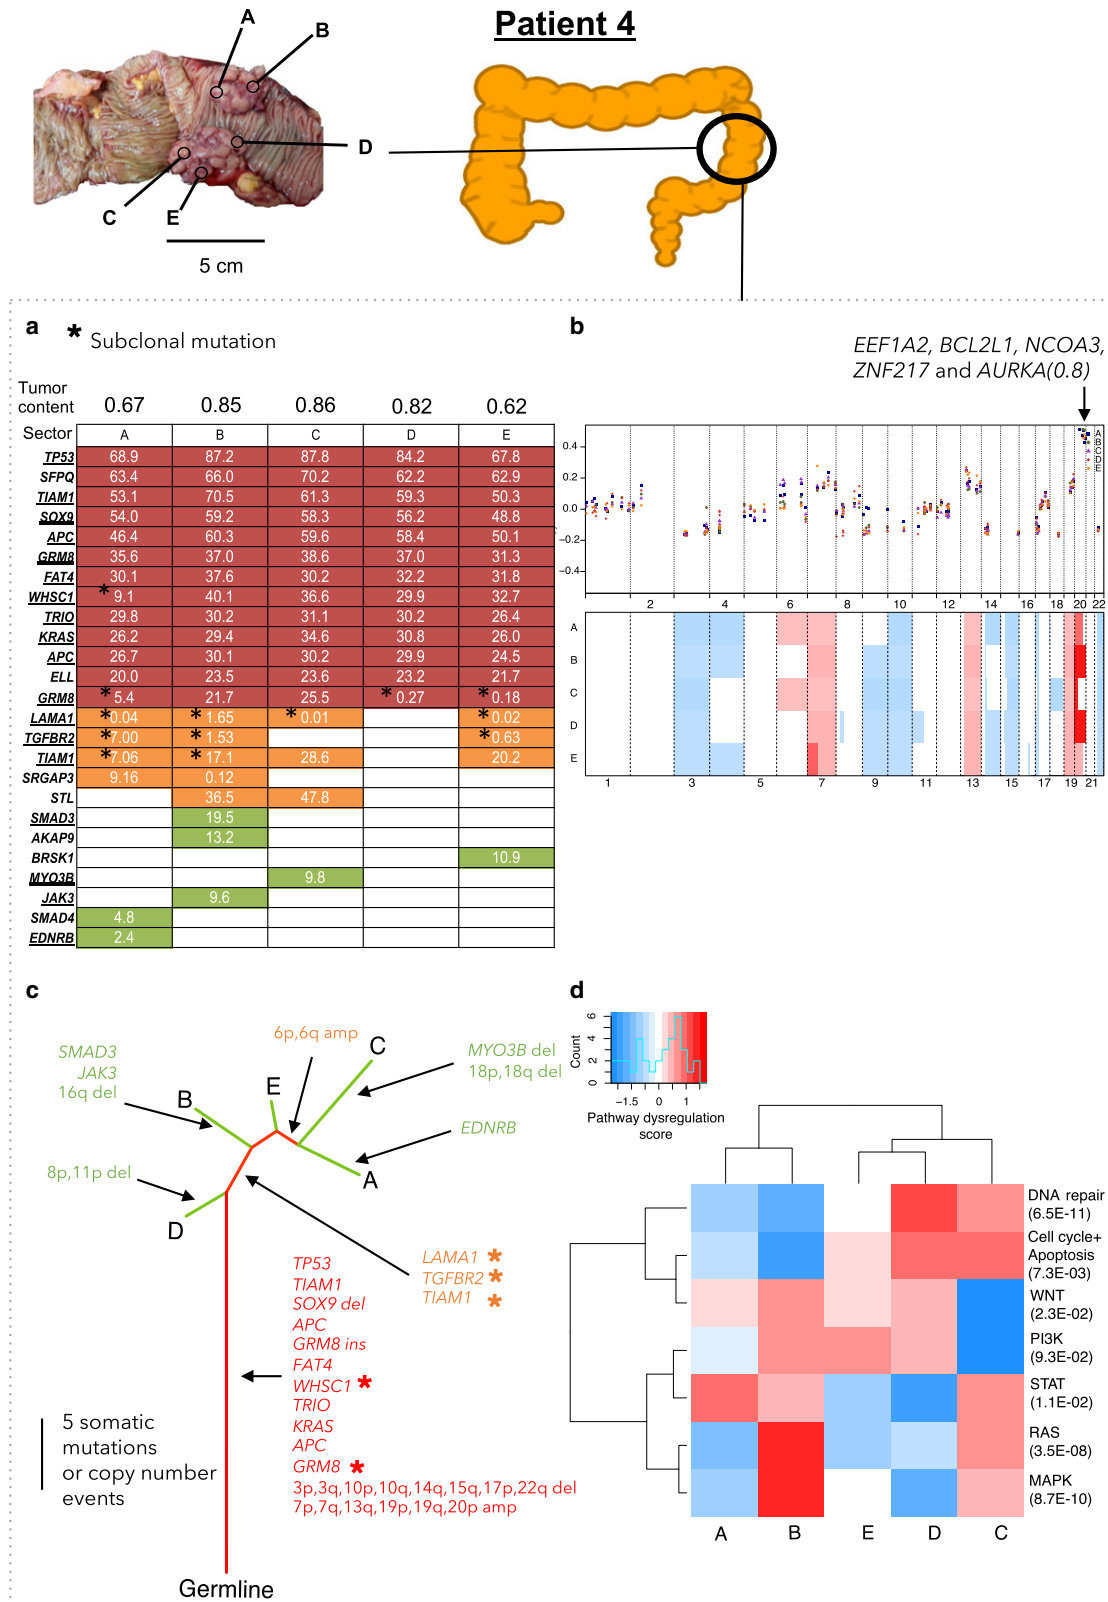 Patient 4
A
B
D
C
E
5 cm
a
* Subclonal mutation
Tumor content 0.67 0.85 0.86 0.82 0.62
Sector A B C D E
TP53 68.9 87.2 87.8 84.2 67.8
SFPQ 63.4 66.0 70.2 62.2 62.9
TIAM1 53.1 70.5 61.3 59.3 50.3
SOX9 54.0 59.2 58.3 56.2 48.8
APC 46.4 60.3 59.6 58.4 50.1
GRM8 35.6 37.0 38.6 37.0 31.3
FAT4 30.1 37.6 30.2 32.2 31.8
WHSC1 * 9.1 40.1 36.6 29.9 32.7
TRIO 29.8 30.2 31.1 30.2 26.4
KRAS 26.2 29.4 34.6 30.8 26.0
APC 26.7 30.1 30.2 29.9 24.5
ELL 20.0 23.5 23.6 23.2 21.7
GRM8 * 5.4 21.7 25.5 * 0.27 * 0.18
LAMA1 * 0.04 * 1.65 * 0.01 * 0.02
TGFBR2 * 7.00 * 1.53 * 0.63
TIAM1 * 7.06 * 17.1 28.6 20.2
SRGAP3 9.16 0.12
STL 36.5 47.8
SMAD3 19.5
AKAP9 13.2
BRSK1 10.9
MYO3B 9.8
JAK3 9.6
SMAD4 4.8
EDNRB 2.4
b
EEF1A2, BCL2L1, NCOA3,
ZNF217 and AURKA(0.8)
0.4
0.2
0.0
−0.2
−0.4
A
B
C
D
E
2 4 6 8 10 12 14 16 18 20 22
A
B
C
D
E
1 3 5 7 9 11 13 15 17 19 21
c
6p,6q amp
SMAD3
JAK3
16q del
B
E
C
MYO3B del
18p,18q del
EDNRB
A
8p,11p del
D
LAMA1 *
TGFBR2 *
TIAM1 *
TP53
TIAM1
SOX9 del
APC
GRM8 ins
FAT4
WHSC1 *
TRIO
KRAS
APC
GRM8 *
3p,3q,10p,10q,14q,15q,17p,22q del
7p,7q,13q,19p,19q,20p amp
5 somatic
mutations
or copy number
events
Germline
d
Count
0 2 4 6
−1.5 0 1
Pathway dysregulation
score
DNA repair
(6.5E-11)
Cell cycle+
Apoptosis
(7.3E-03)
WNT
(2.3E-02)
PI3K
(9.3E-02)
STAT
(1.1E-02)
RAS
(3.5E-08)
MAPK
(8.7E-10)
A B E D C